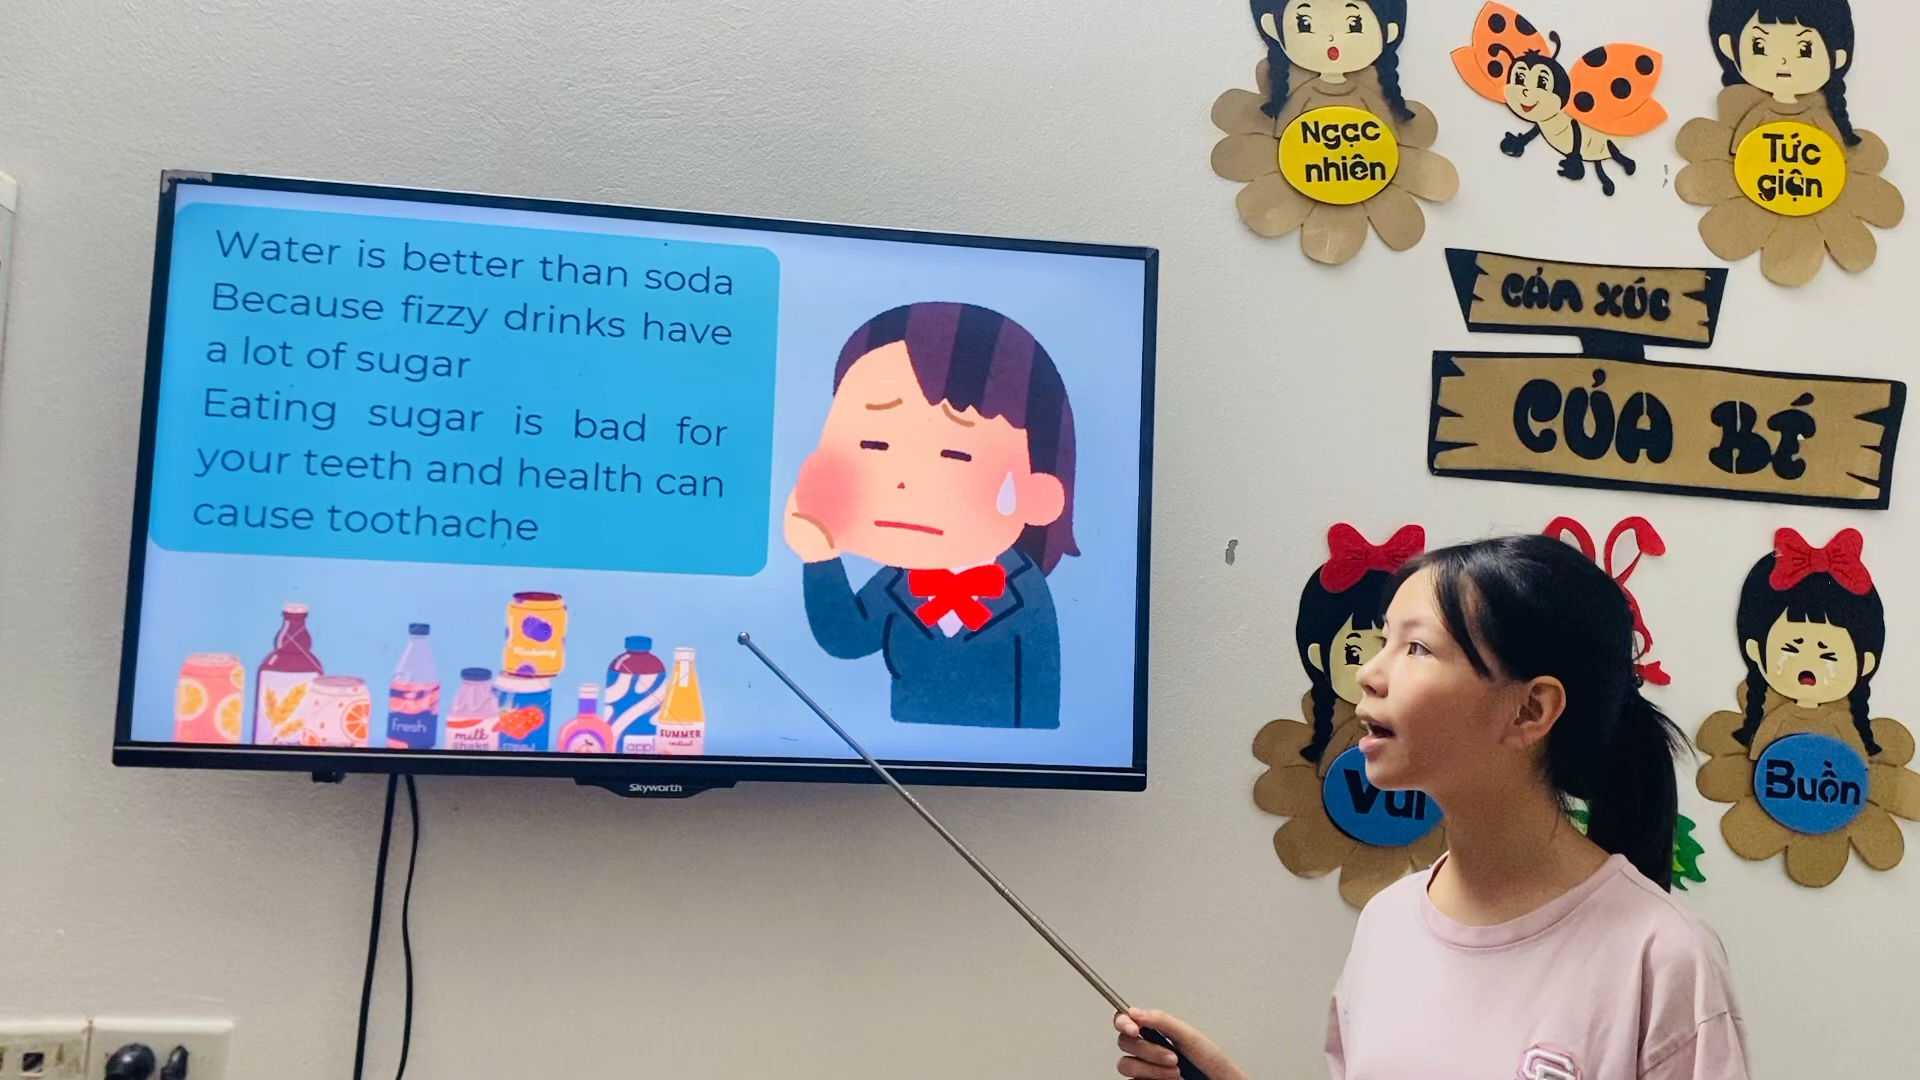 Water is better than soda
Because fizzy drinks have
a lot of sugar
Eating sugar is bad for
your teeth and health can
cause toothache
fresh
milk
shake
appl
SUMMER
Skyworth
Ngạc
nhiên
Tức
giận
CẢM XÚC
CỦA BÉ
Vui
Buồn